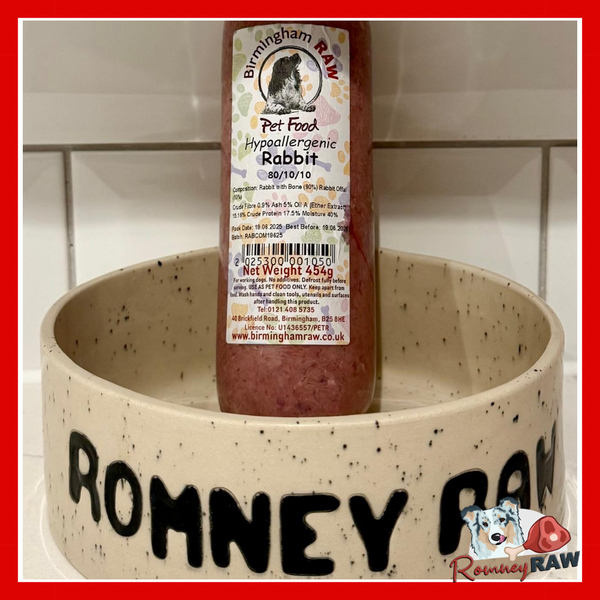 Birmingham RAW
Pet Food
Hypoallergenic
Rabbit
80/10/10
Composition: Rabbit with Bone (90%) Rabbit Offal
(10%)
Crude Fibre 0.9% Ash 5% Oil A (Ether Extract)
Crude Protein 17.5% Moisture 40%
Pack Date: 19.06.2025 Best Before: 19.06
Batch: RABCOM19625
2 025300 001050
Net Weight 454g
For working dogs. No additives. Defrost fully before
serving. USE AS PET FOOD ONLY. Keep apart from
food. Wash hands and clean tools, utensils and surfaces
after handling this product.
Tel: 0121 408 5735
40 Brickfield Road, Birmingham, B25 8HE
Licence No: U1436557/PETR
www.birminghamraw.co.uk
ROMNEY RAW
RomneyRAW